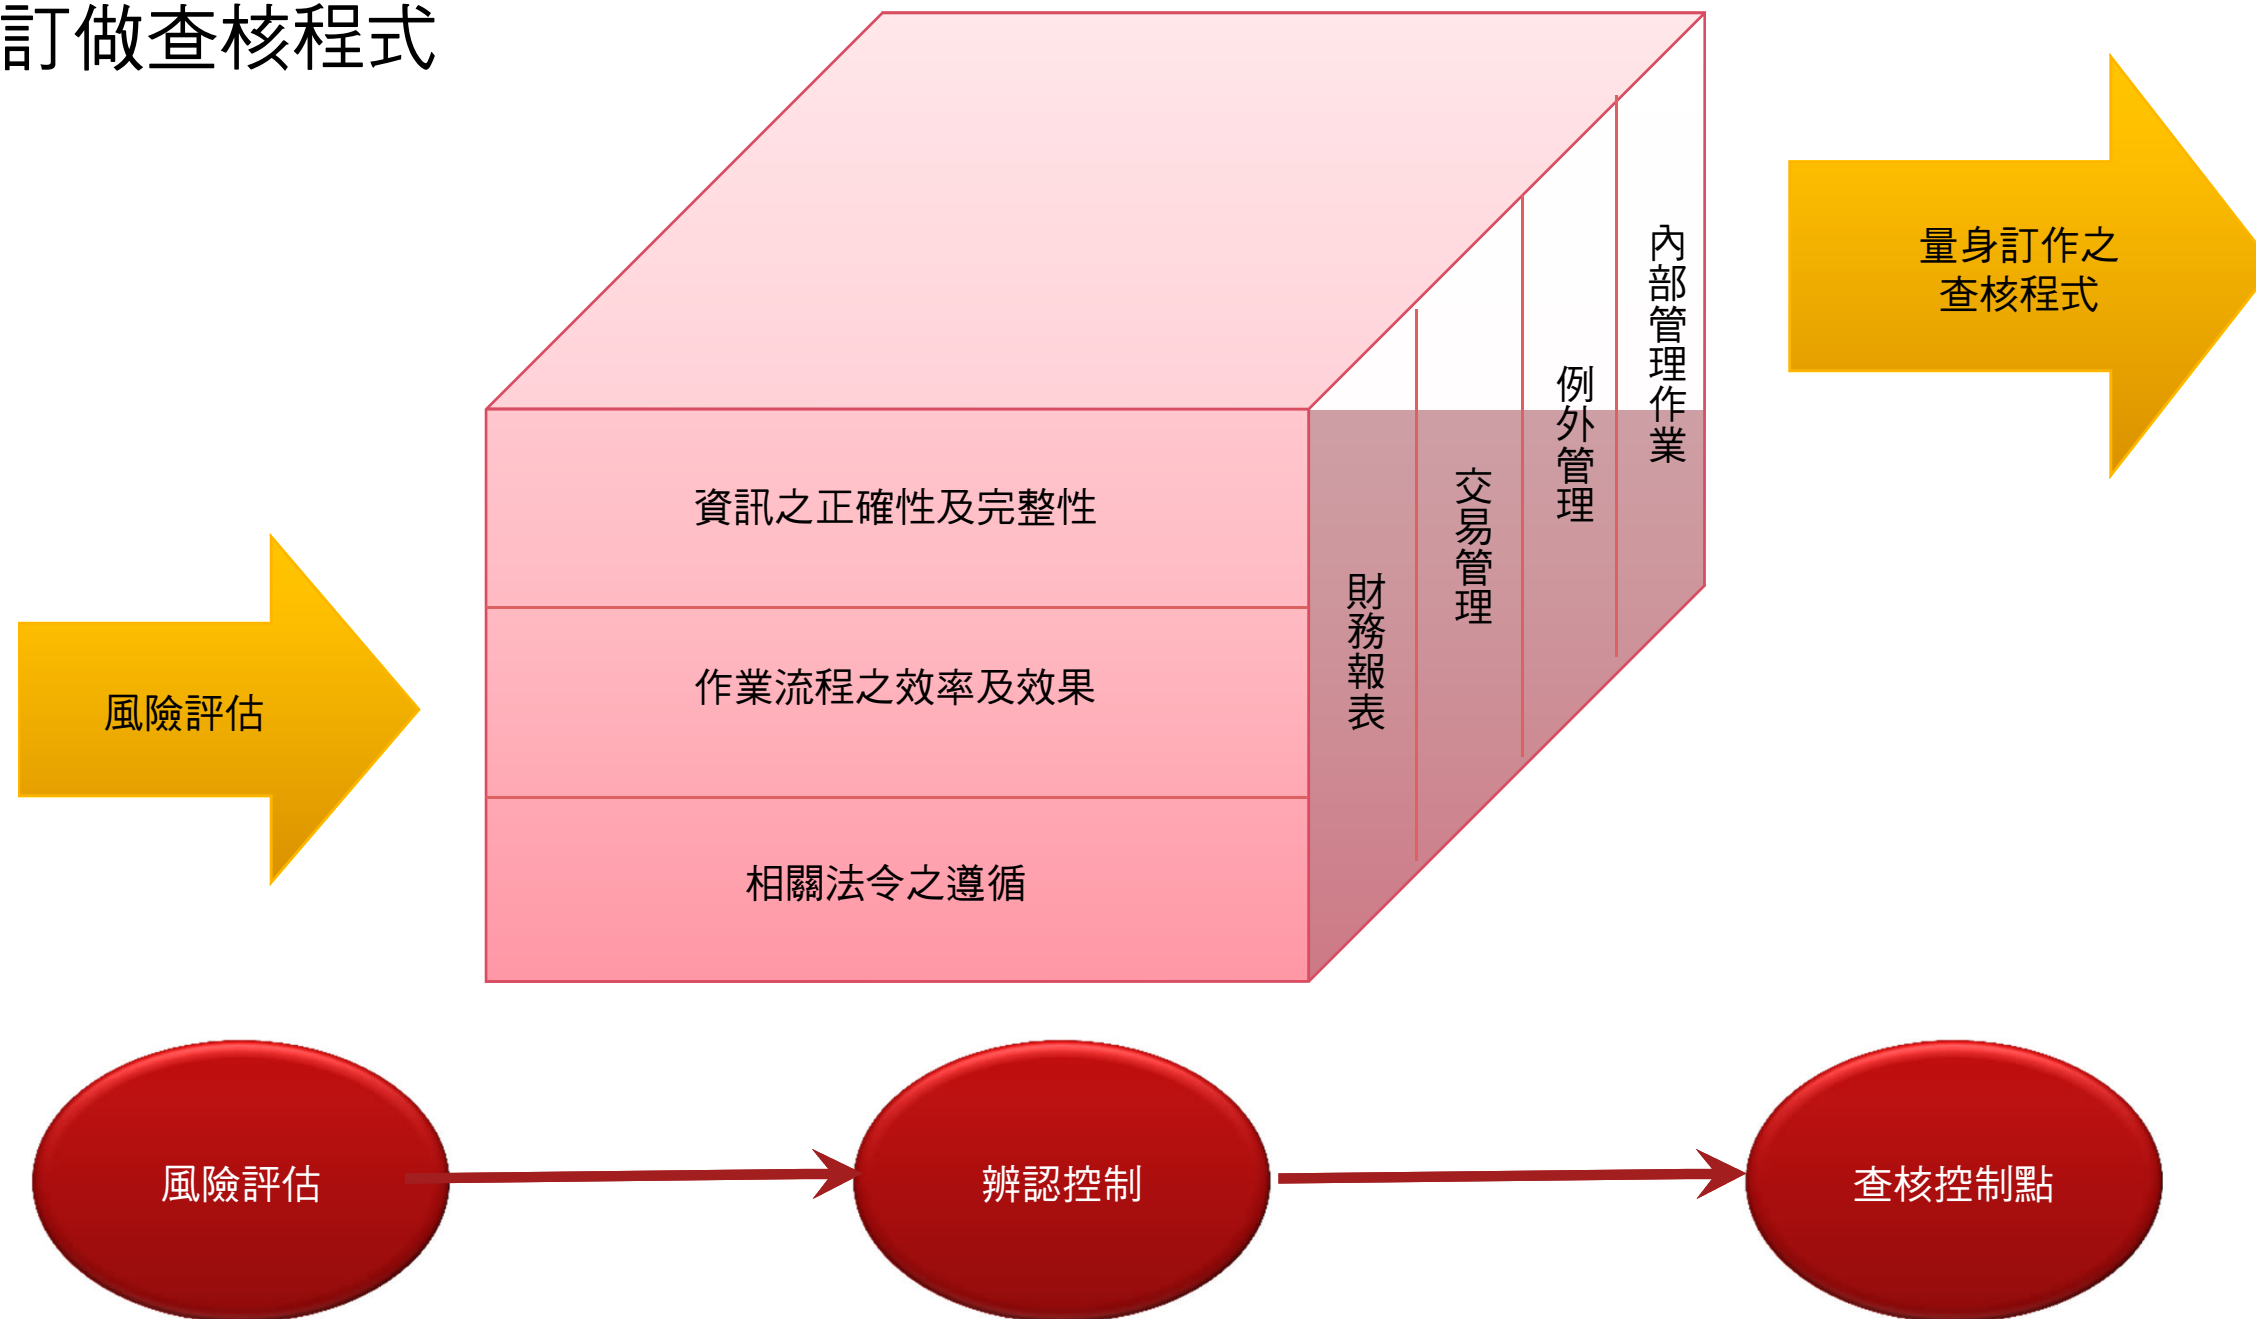 訂做查核程式
量身訂作之
查核程式
內部管理作業
例外管理
交易管理
財務報表
資訊之正確性及完整性
作業流程之效率及效果
相關法令之遵循
風險評估
風險評估
辨認控制
查核控制點